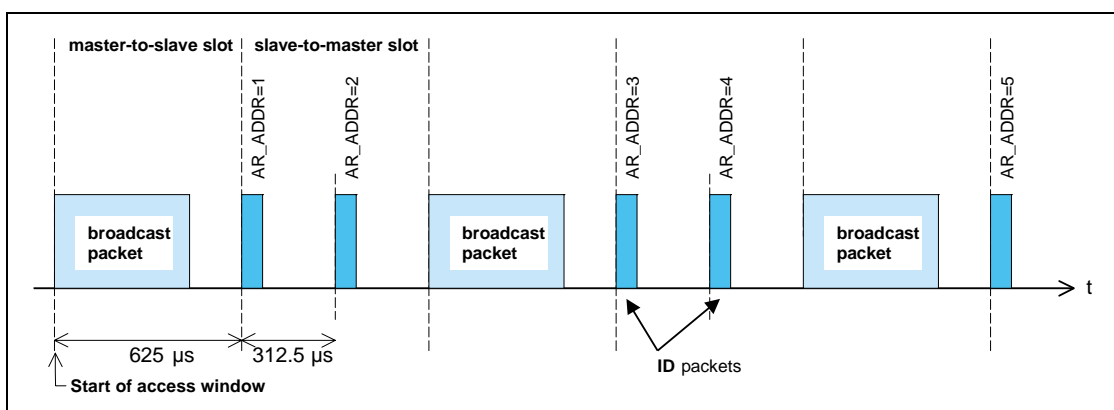 master-to-slave slot
slave-to-master slot
AR_ADDR=1
AR_ADDR=2
AR_ADDR=3
AR_ADDR=4
AR_ADDR=5
broadcast
packet
broadcast
packet
broadcast
packet
t
625 µs
312.5 µs
ID packets
Start of access window